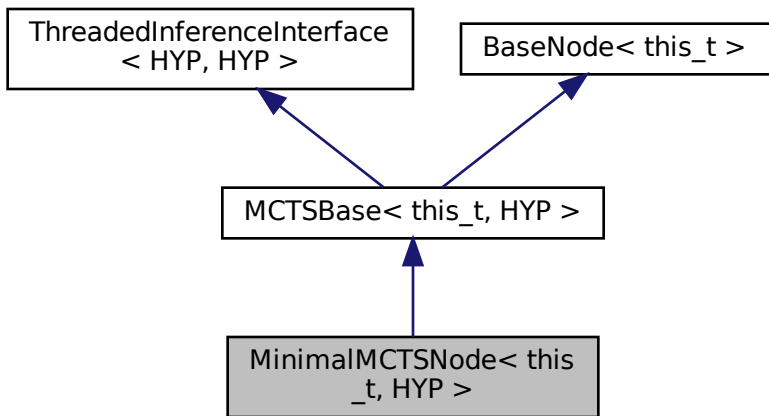 ThreadedInferenceInterface
< HYP, HYP >
BaseNode< this_t >
MCTSBase< this_t, HYP >
MinimalMCTSNode< this
_t, HYP >